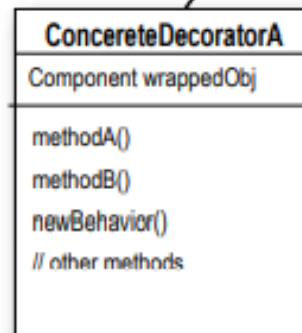 ConcereteDecoratorA
Component wrappedObj
methodA()
methodB()
newBehavior()
// other methods